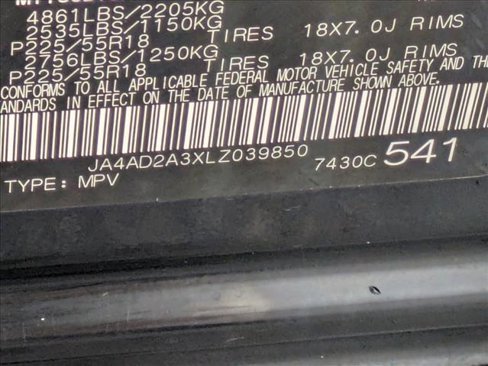 4861LBS/2205KG
2535LBS/1150KG TIRES 18X7.0J RIMS
P225/55R18
2756LBS/1250KG TIRES 18X7.0J RIMS
P225/55R18
CONFORMS TO ALL APPLICABLE FEDERAL MOTOR VEHICLE SAFETY AND
ANDARDS IN EFFECT ON THE DATE OF MANUFACTURE SHOWN ABOVE.
JA4AD2A3XLZ039850 7430C 541
TYPE: MPV